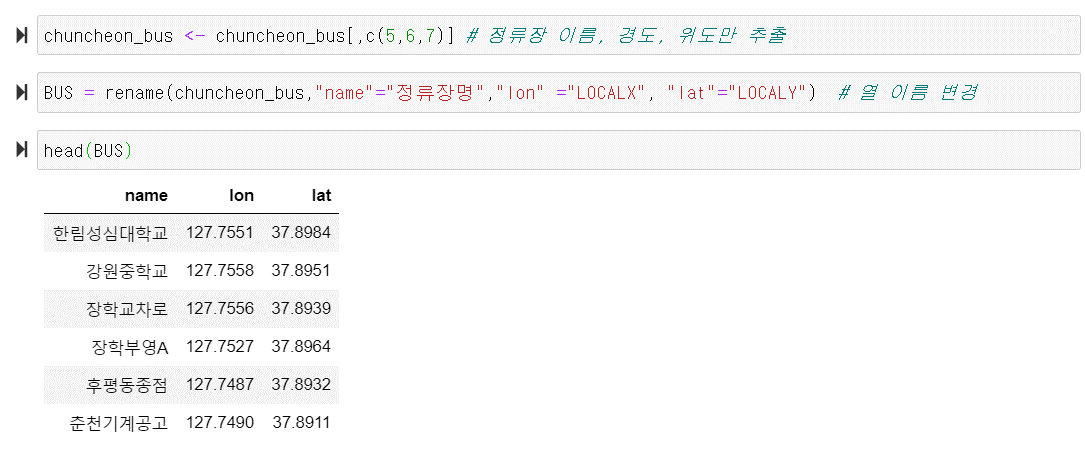 chuncheon_bus <- chuncheon_bus[,c(5,6,7)] # 정류장 이름, 경도, 위도만 추출
BUS = rename(chuncheon_bus,"name"="정류장명","lon" ="LOCALX", "lat"="LOCALY")  # 열 이름 변경
head(BUS)
name lon lat
한림성심대학교 127.7551 37.8984
강원중학교 127.7558 37.8951
장학교차로 127.7556 37.8939
장학부영A 127.7527 37.8964
후평동종점 127.7487 37.8932
춘천기계공고 127.7490 37.8911